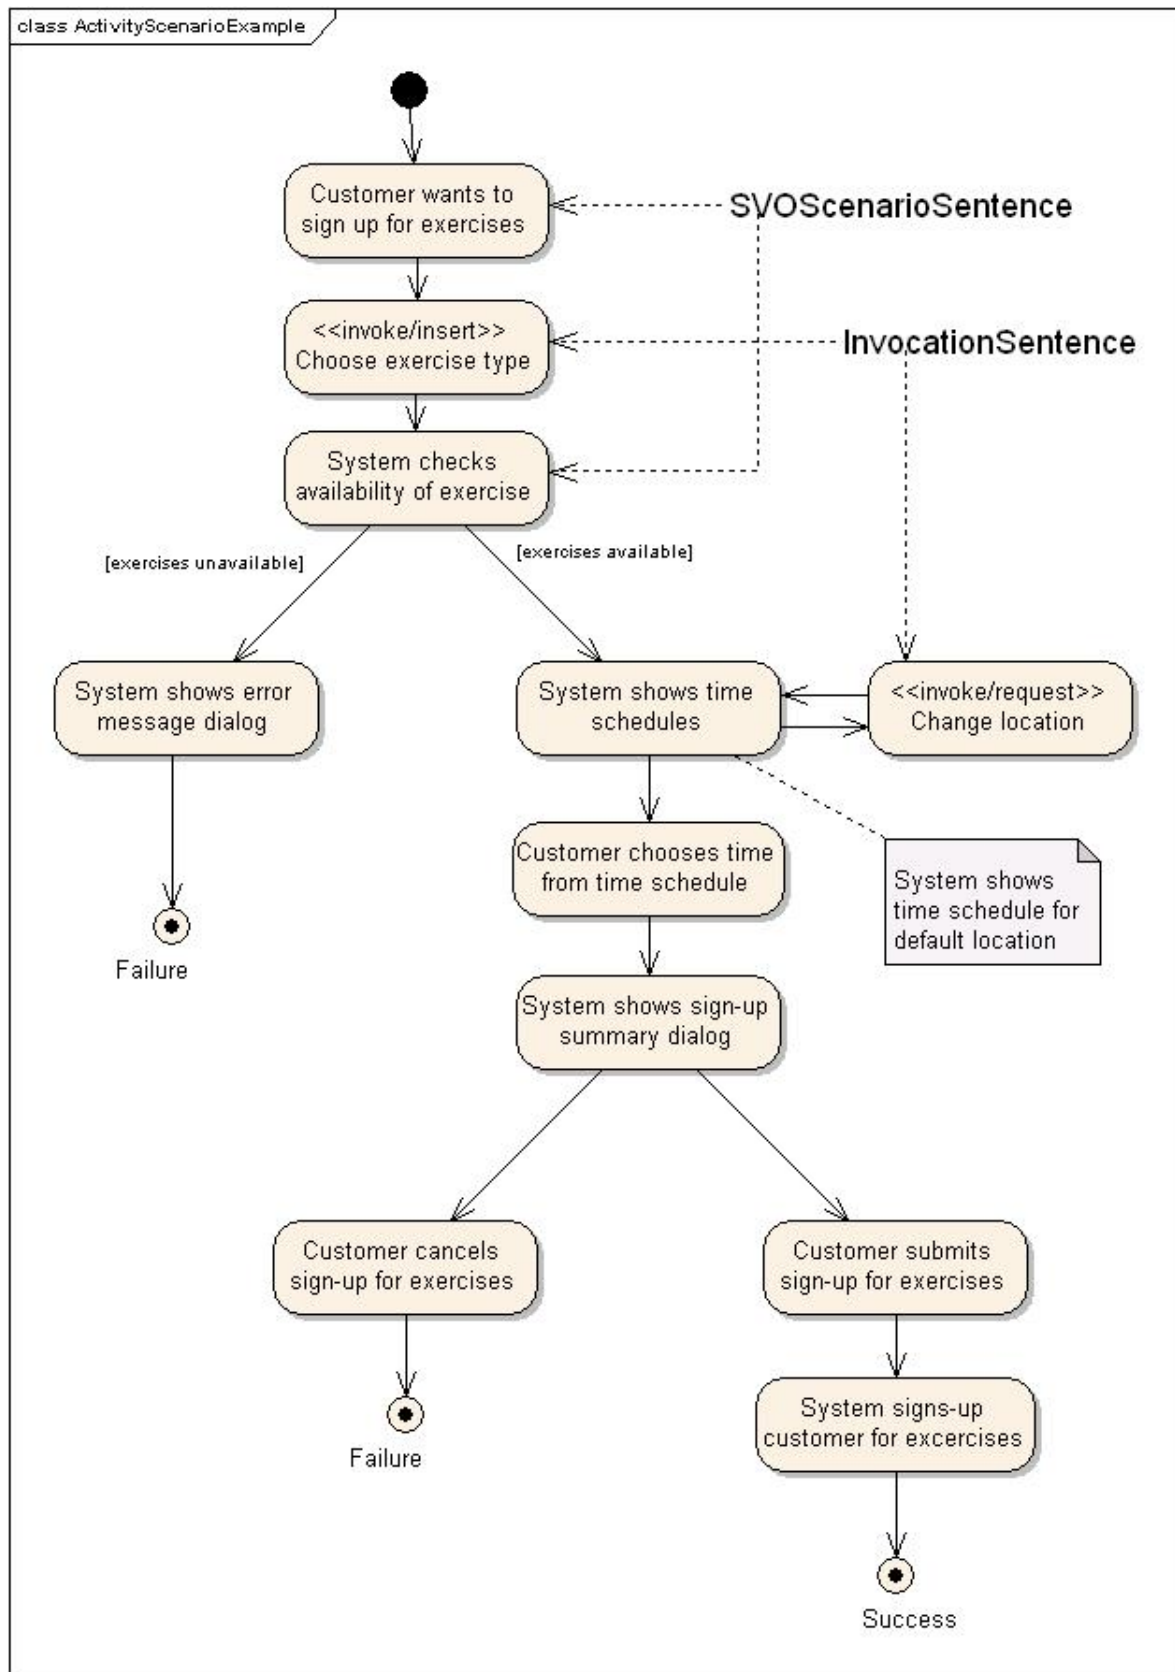 class ActivityScenarioExample
Customer wants to
sign up for exercises
SVOScenarioSentence
<<invoke/insert>>
Choose exercise type
InvocationSentence
System checks
availability of exercise
[exercises unavailable]
[exercises available]
System shows error
message dialog
System shows time
schedules
<<invoke/request>>
Change location
Customer chooses time
from time schedule
System shows
time schedule for
default location
Failure
System shows sign-up
summary dialog
Customer cancels
sign-up for exercises
Customer submits
sign-up for exercises
Failure
System signs-up
customer for excercises
Success